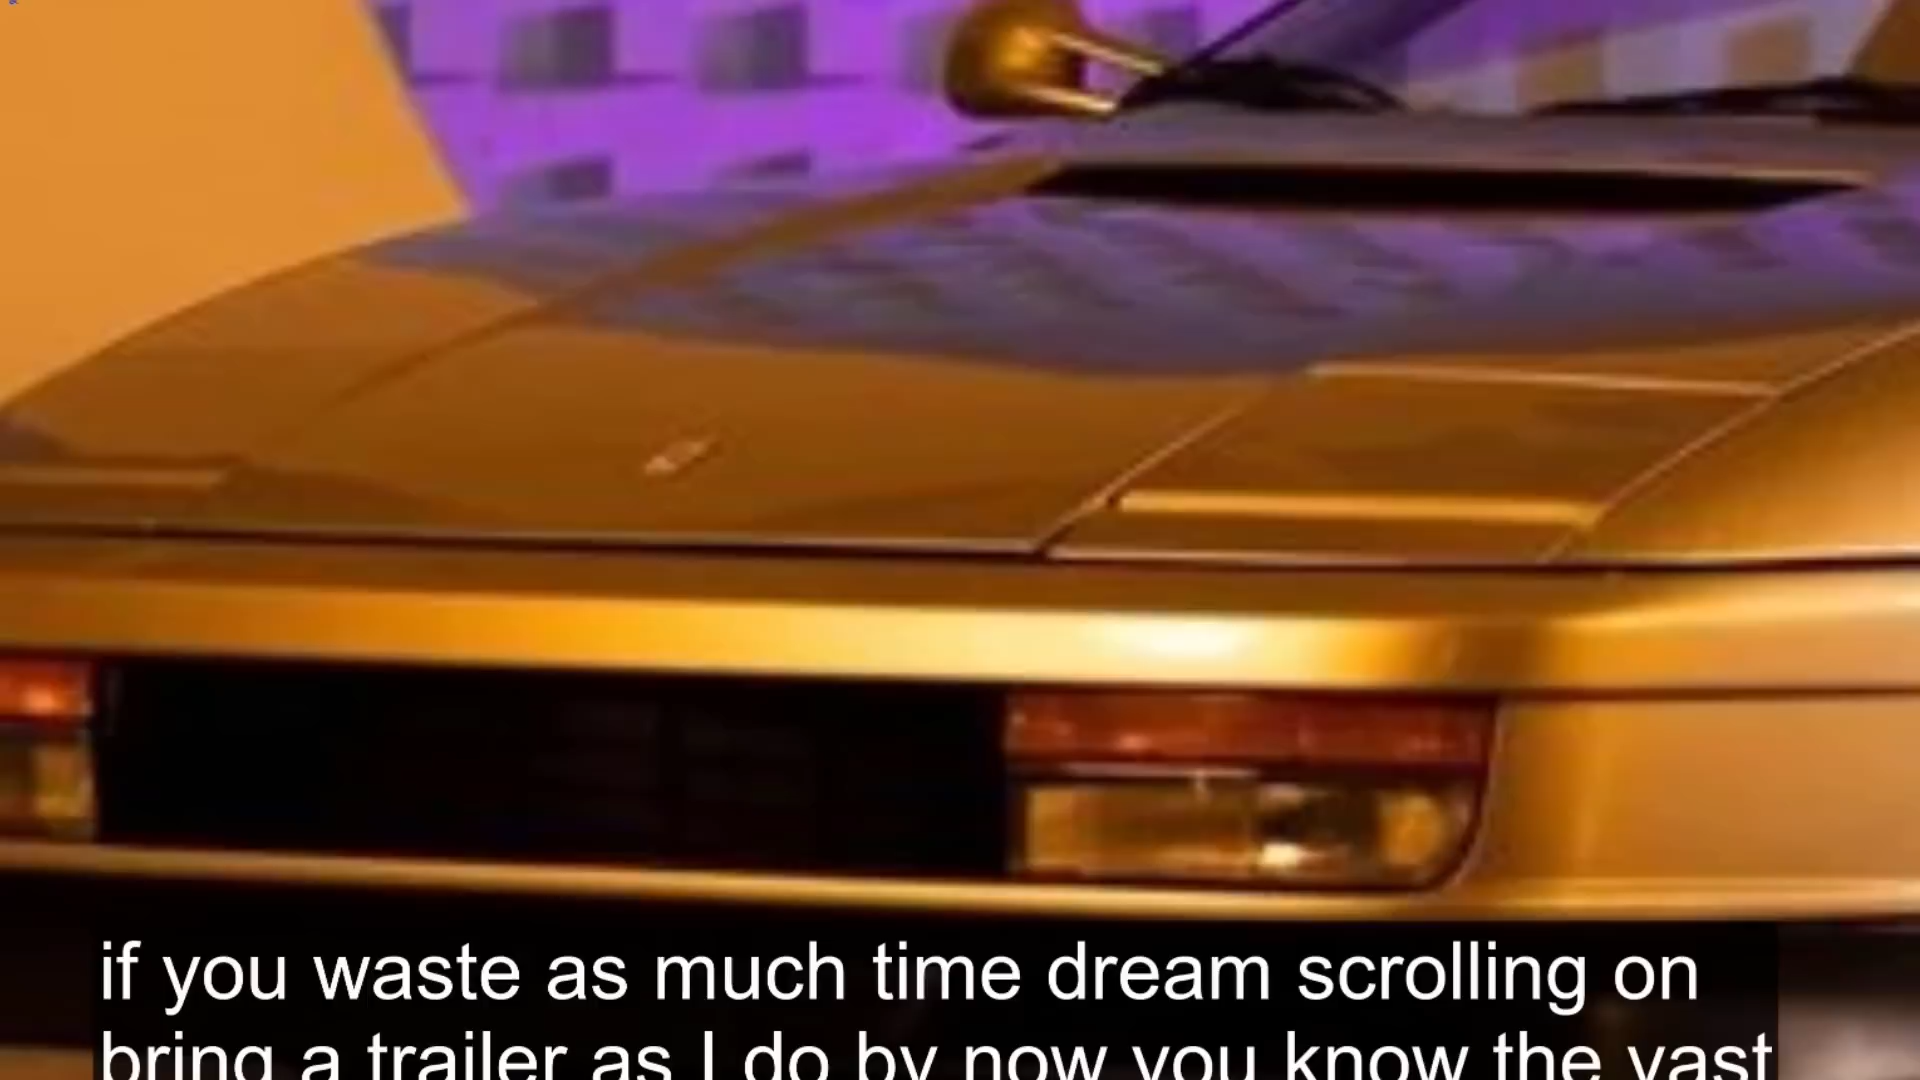 if you waste as much time dream scrolling on
bring a trailer as I do by now you know the vast